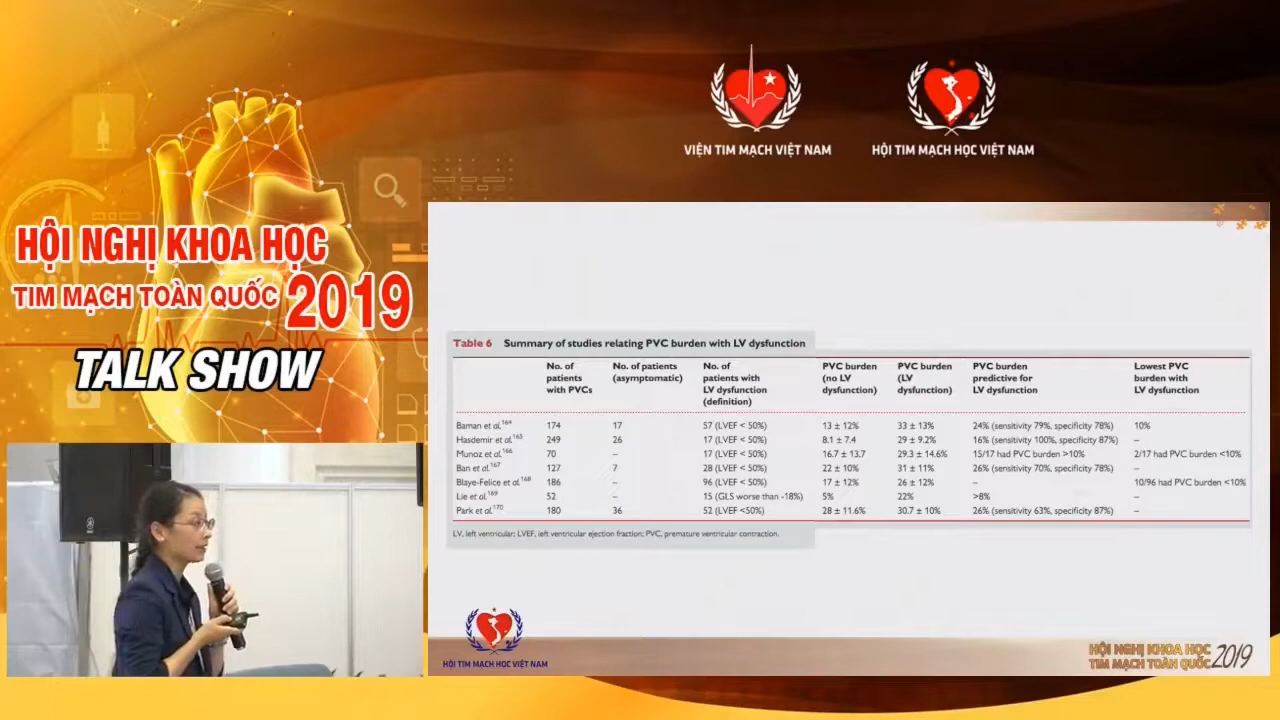 VIỆN TIM MẠCH VIỆT NAM
HỘI TIM MẠCH HỌC VIỆT NAM
HỘI NGHỊ KHOA HỌC
TIM MẠCH TOÀN QUỐC 2019
TALK SHOW
Table 6 Summary of studies relating PVC burden with LV dysfunction
No. of patients with PVCs
No. of patients (asymptomatic)
No. of patients with LV dysfunction (definition)
PVC burden (no LV dysfunction)
PVC burden (LV dysfunction)
PVC burden predictive for LV dysfunction
Lowest PVC burden with LV dysfunction
Baman et al.164 174 17 57 (LVEF < 50%) 13 ± 12% 33 ± 13% 24% (sensitivity 79%, specificity 78%) 10%
Hasdemir et al.165 249 26 17 (LVEF < 50%) 8.1 ± 7.4 29 ± 9.2% 16% (sensitivity 100%, specificity 87%) –
Munoz et al.166 70 – 17 (LVEF < 50%) 16.7 ± 13.7 29.3 ± 14.6% 15/17 had PVC burden >10% 2/17 had PVC burden <10%
Ban et al.167 127 7 28 (LVEF < 50%) 22 ± 10% 31 ± 11% 26% (sensitivity 70%, specificity 78%) –
Blaye-Felice et al.168 186 – 96 (LVEF < 50%) 17 ± 12% 26 ± 12% – 10/96 had PVC burden <10%
Lie et al.169 52 – 15 (GLS worse than -18%) 5% 22% >8% –
Park et al.170 180 36 52 (LVEF <50%) 28 ± 11.6% 30.7 ± 10% 26% (sensitivity 63%, specificity 87%) –
LV, left ventricular; LVEF, left ventricular ejection fraction; PVC, premature ventricular contraction.
HỘI TIM MẠCH HỌC VIỆT NAM
HỘI NGHỊ KHOA HỌC
TIM MẠCH TOÀN QUỐC 2019